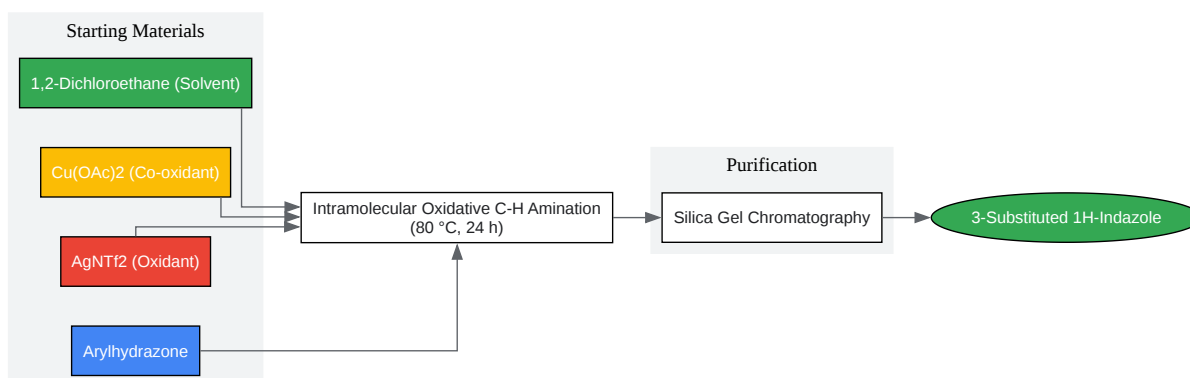 Starting Materials
1,2-Dichloroethane (Solvent)
Cu(OAc)2 (Co-oxidant)
AgNTf2 (Oxidant)
Arylhydrazone
Intramolecular Oxidative C-H Amination
(80 °C, 24 h)
Purification
Silica Gel Chromatography
3-Substituted 1H-Indazole